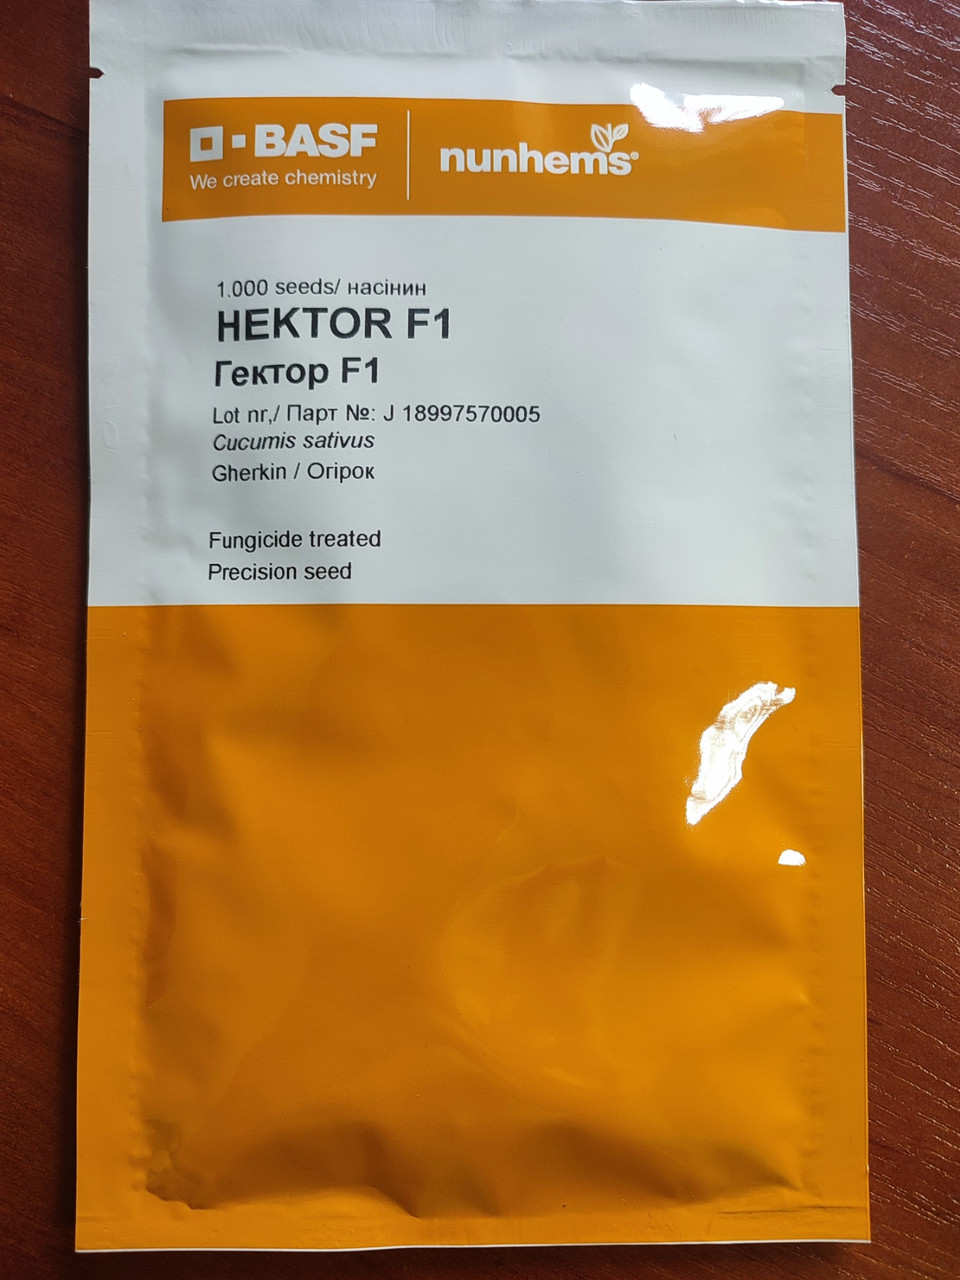 BASF
We create chemistry
nunhems®
1.000 seeds/ насінин
HEKTOR F1
Гектор F1
Lot nr,/ Парт №: J 18997570005
Cucumis sativus
Gherkin / Огірок
Fungicide treated
Precision seed